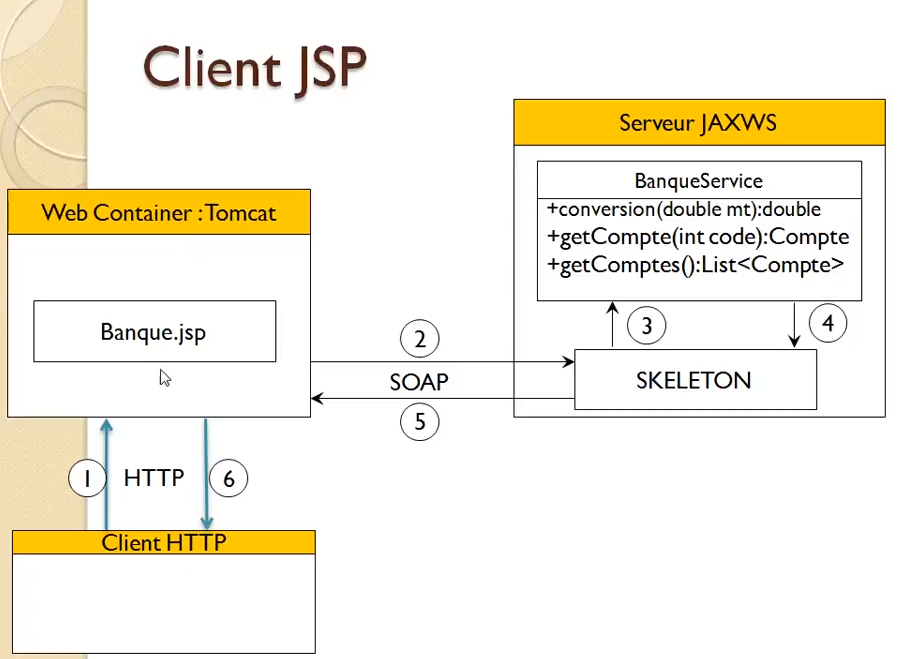 Client JSP
Serveur JAXWS
BanqueService
+conversion(double mt):double
+getCompte(int code):Compte
+getComptes():List<Compte>
Web Container : Tomcat
Banque.jsp
2
3
4
SOAP
SKELETON
5
1
HTTP
6
Client HTTP